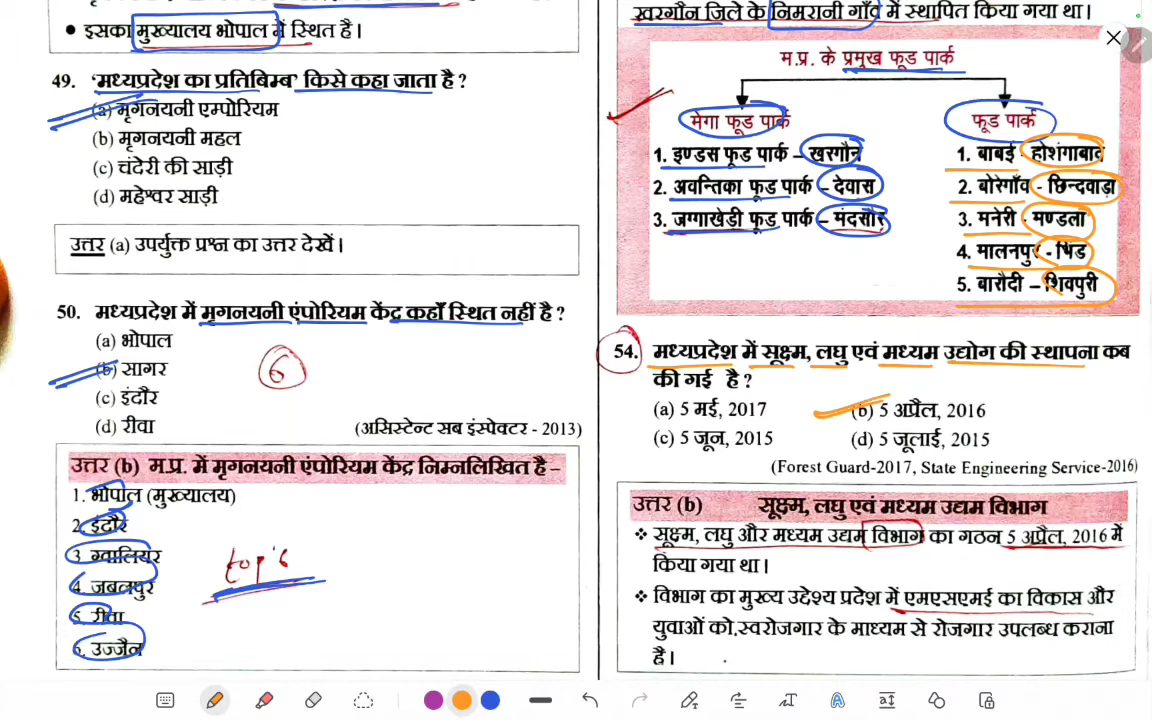 • इसका मुख्यालय भोपाल में स्थित है।
49. 'मध्यप्रदेश का प्रतिबिम्ब' किसे कहा जाता है ?
(a) मृगनयनी एम्पोरियम
(b) मृगनयनी महल
(c) चंदेरी की साड़ी
(d) महेश्वर साड़ी
उत्तर (a) उपर्युक्त प्रश्न का उत्तर देखें।
50. मध्यप्रदेश में मृगनयनी एंपोरियम केंद्र कहाँ स्थित नहीं है ?
(a) भोपाल
(b) सागर
(c) इंदौर
(d) रीवा
(असिस्टेन्ट सब इंस्पेक्टर - 2013)
6
उत्तर (b) म.प्र. में मृगनयनी एंपोरियम केंद्र निम्नलिखित है –
1. भोपाल (मुख्यालय)
2. इंदौर
3. ग्वालियर
4. जबलपुर
5. रीवा
6. उज्जैन
खरगौन जिले के निमरानी गाँव में स्थापित किया गया था।
म.प्र. के प्रमुख फूड पार्क
मेगा फूड पार्क
1. इण्डस फूड पार्क – खरगौन
2. अवन्तिका फूड पार्क – देवास
3. जग्गाखेडी फूड पार्क – मंदसौर
फूड पार्क
1. बाबई - होशंगाबाद
2. बोरेगाँव - छिन्दवाड़ा
3. मनेरी - मण्डला
4. मालनपुर - भिंड
5. बारौदी – शिवपुरी
54. मध्यप्रदेश में सूक्ष्म, लघु एवं मध्यम उद्योग की स्थापना कब
की गई है ?
(a) 5 मई, 2017 (b) 5 अप्रैल, 2016
(c) 5 जून, 2015 (d) 5 जूलाई, 2015
(Forest Guard-2017, State Engineering Service-2016)
उत्तर (b) सूक्ष्म, लघु एवं मध्यम उद्यम विभाग
❖ सूक्ष्म, लघु और मध्यम उद्यम विभाग का गठन 5 अप्रैल, 2016 में
किया गया था।
❖ विभाग का मुख्य उद्देश्य प्रदेश में एमएसएमई का विकास और
युवाओं को स्वरोजगार के माध्यम से रोजगार उपलब्ध कराना
है।